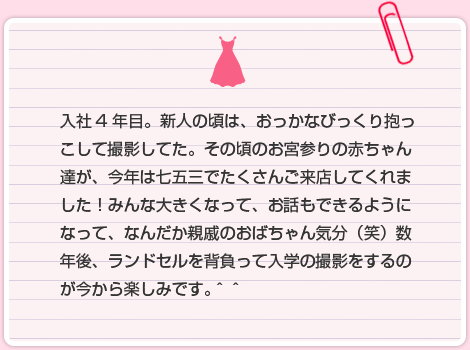 入社4年目。新人の頃は、おっかなびっくり抱っ
こして撮影してた。その頃のお宮参りの赤ちゃん
達が、今年は七五三でたくさんご来店してくれま
した！みんな大きくなって、お話もできるように
なって、なんだか親戚のおばちゃん気分（笑）数
年後、ランドセルを背負って入学の撮影をするの
が今から楽しみです。＾＾